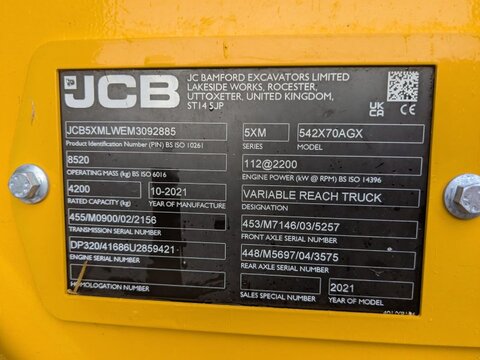 JCB
JC BAMFORD EXCAVATORS LIMITED
LAKESIDE WORKS, ROCESTER,
UTTOXETER, UNITED KINGDOM,
ST14 5JP
UK
CA
JCB5XMLWEM3092885
Product Identification Number (PIN) BS ISO 10261
8520
OPERATING MASS (kg) BS ISO 6016
4200 10-2021
RATED CAPACITY (kg) YEAR OF MANUFACTURE
455/M0900/02/2156
TRANSMISSION SERIAL NUMBER
DP320/41686U2859421
ENGINE SERIAL NUMBER
HOMOLOGATION NUMBER
5XM 542X70AGX
SERIES MODEL
112@2200
ENGINE POWER (kW @ RPM) BS ISO 14396
VARIABLE REACH TRUCK
DESIGNATION
453/M7146/03/5257
FRONT AXLE SERIAL NUMBER
448/M5697/04/3575
REAR AXLE SERIAL NUMBER
2021
SALES SPECIAL NUMBER YEAR OF MODEL